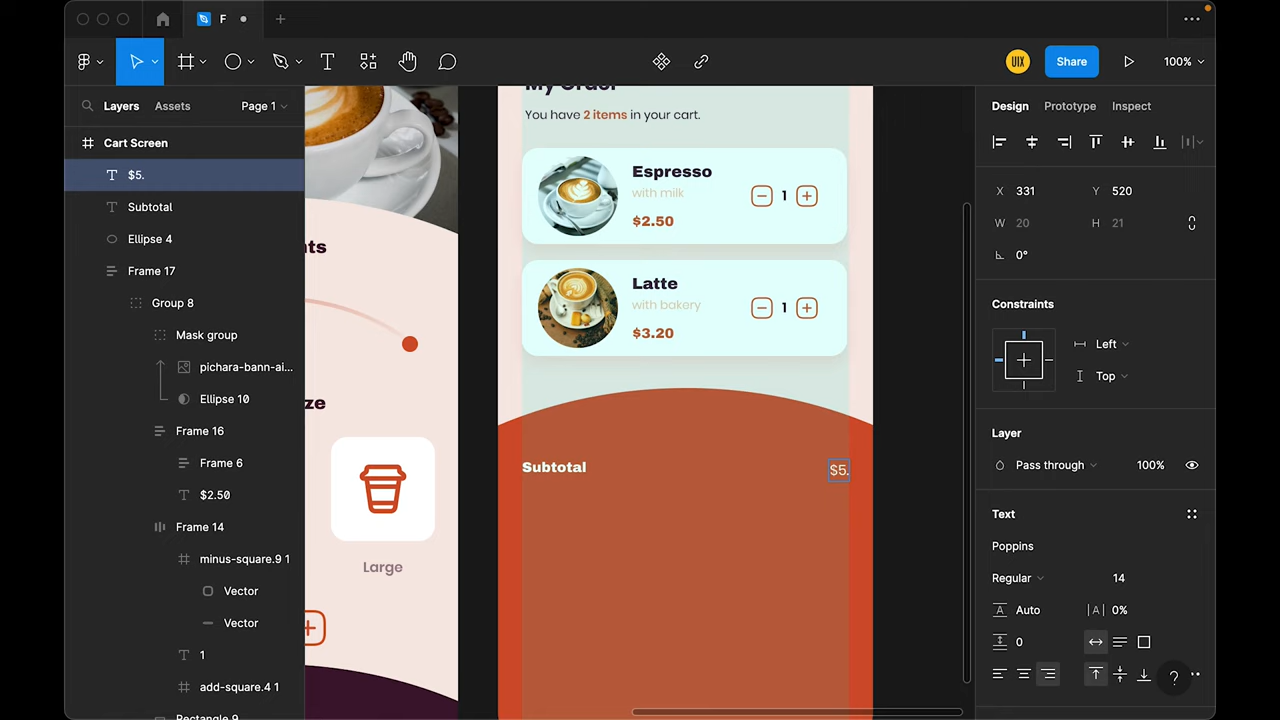 F
UIX
Share
100%
Layers
Assets
Page 1
Design
Prototype
Inspect
Cart Screen
$5.
Subtotal
Ellipse 4
Frame 17
Group 8
Mask group
pichara-bann-ai...
Ellipse 10
Frame 16
Frame 6
$2.50
Frame 14
minus-square.9 1
Vector
Vector
1
add-square.4 1
Rectangle 9
nts
ze
Large
My Order
You have 2 items in your cart.
Espresso
with milk
$2.50
1
Latte
with bakery
$3.20
1
Subtotal
$5.
X 331 Y 520
W 20 H 21
0°
Constraints
Left
Top
Layer
Pass through 100%
Text
Poppins
Regular 14
Auto 0%
0
?